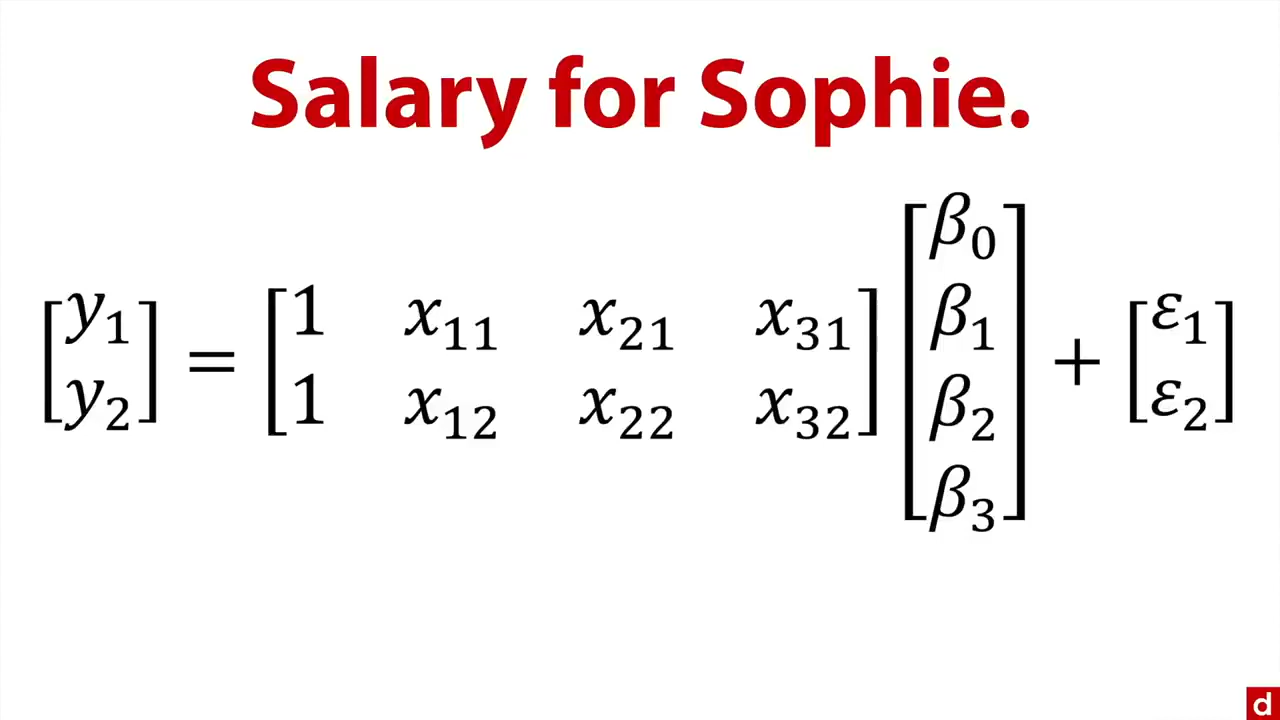 Salary for Sophie.
[y₁ y₂] = [1 x₁₁ x₂₁ x₃₁ 1 x₁₂ x₂₂ x₃₂] [β₀ β₁ β₂ β₃] + [ε₁ ε₂]
d